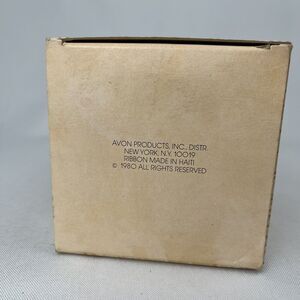 AVON PRODUCTS, INC., DISTR.
NEW YORK, N.Y. 10019
RIBBON MADE IN HAITI
© 1980 ALL RIGHTS RESERVED